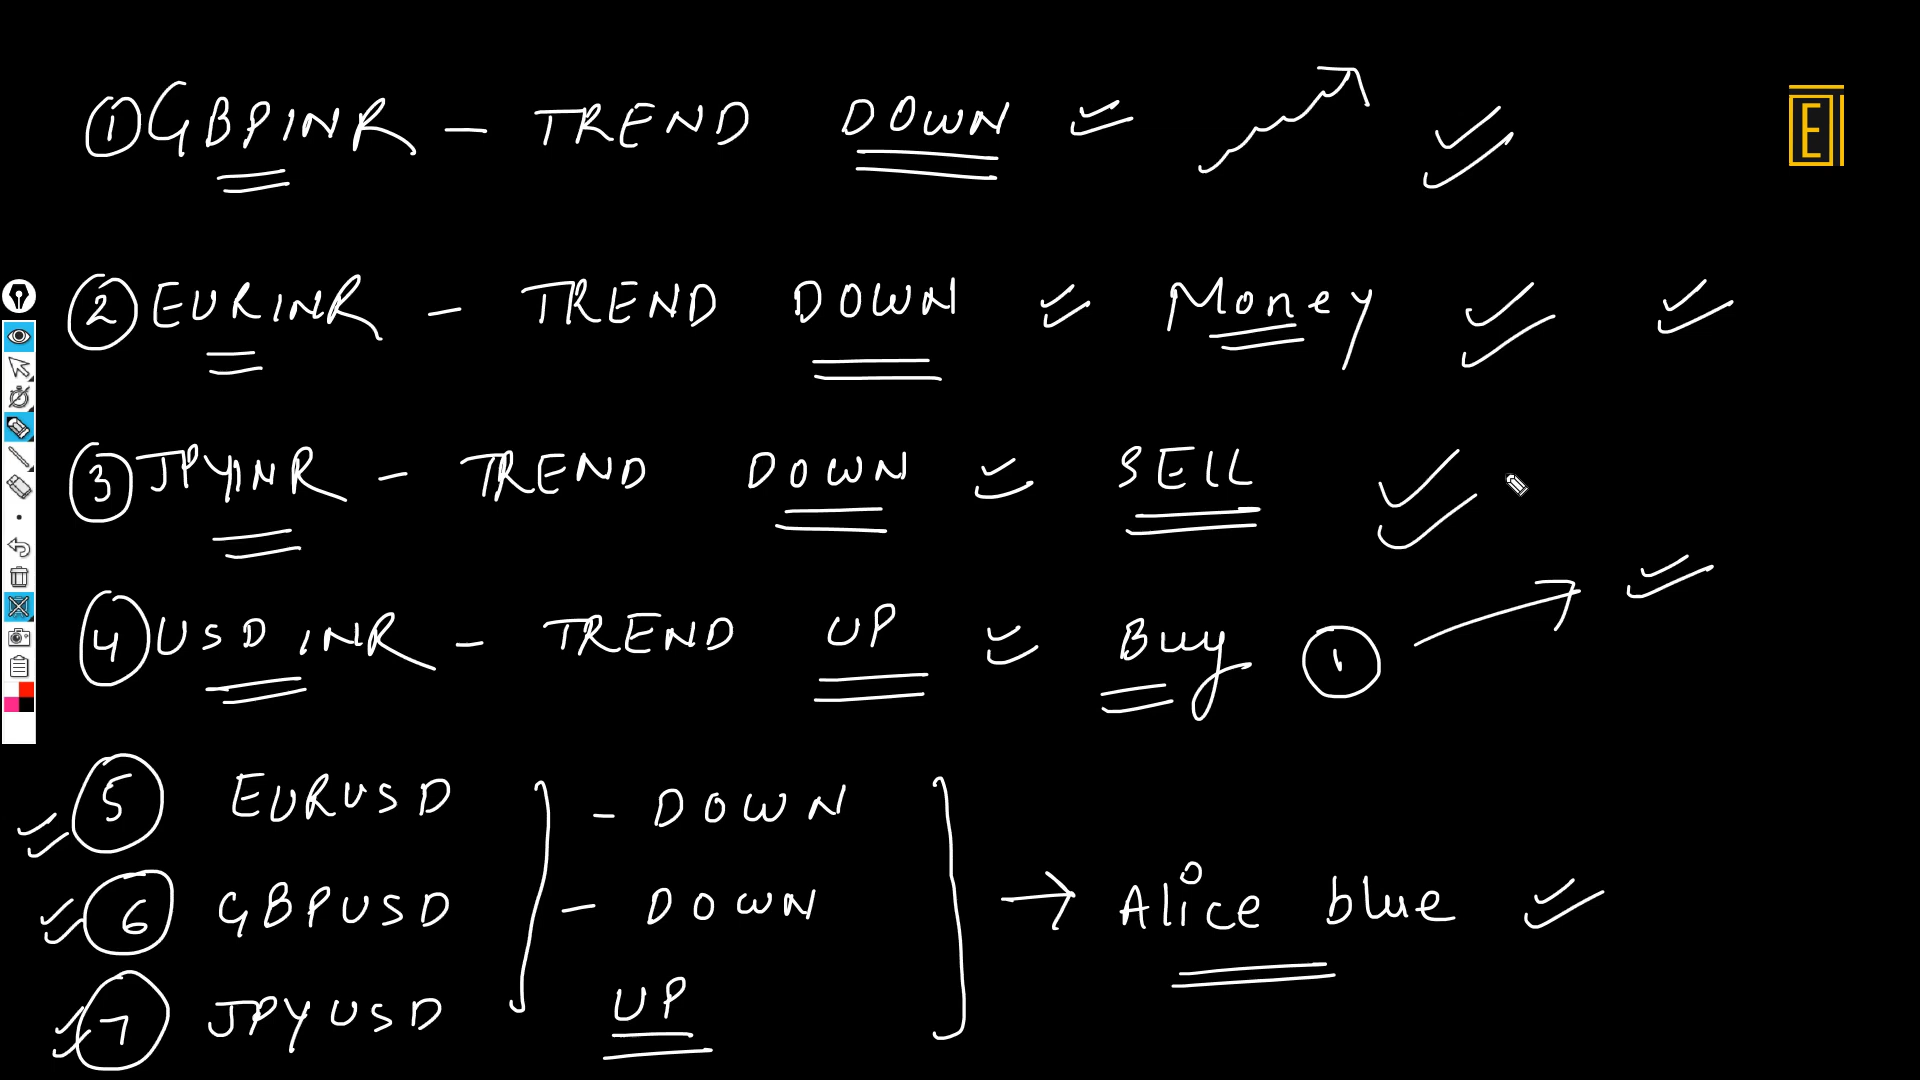 1 GBPINR - TREND DOWN
2 EURINR - TREND DOWN Money
3 JPYINR - TREND DOWN SELL
4 USDINR - TREND UP Buy 1
5 EURUSD - DOWN
6 GBPUSD - DOWN → Alice blue
7 JPYUSD UP
E